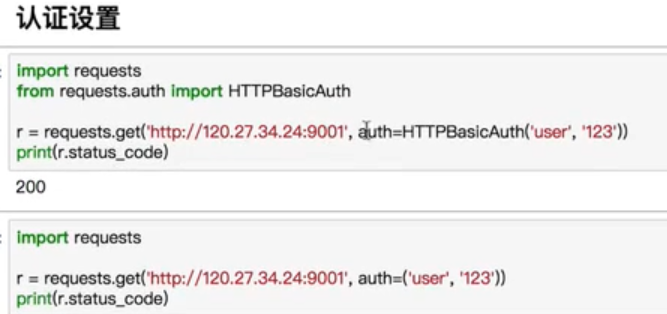 认证设置
import requests
from requests.auth import HTTPBasicAuth
r = requests.get('http://120.27.34.24:9001', auth=HTTPBasicAuth('user', '123'))
print(r.status_code)
200
import requests
r = requests.get('http://120.27.34.24:9001', auth=('user', '123'))
print(r.status_code)